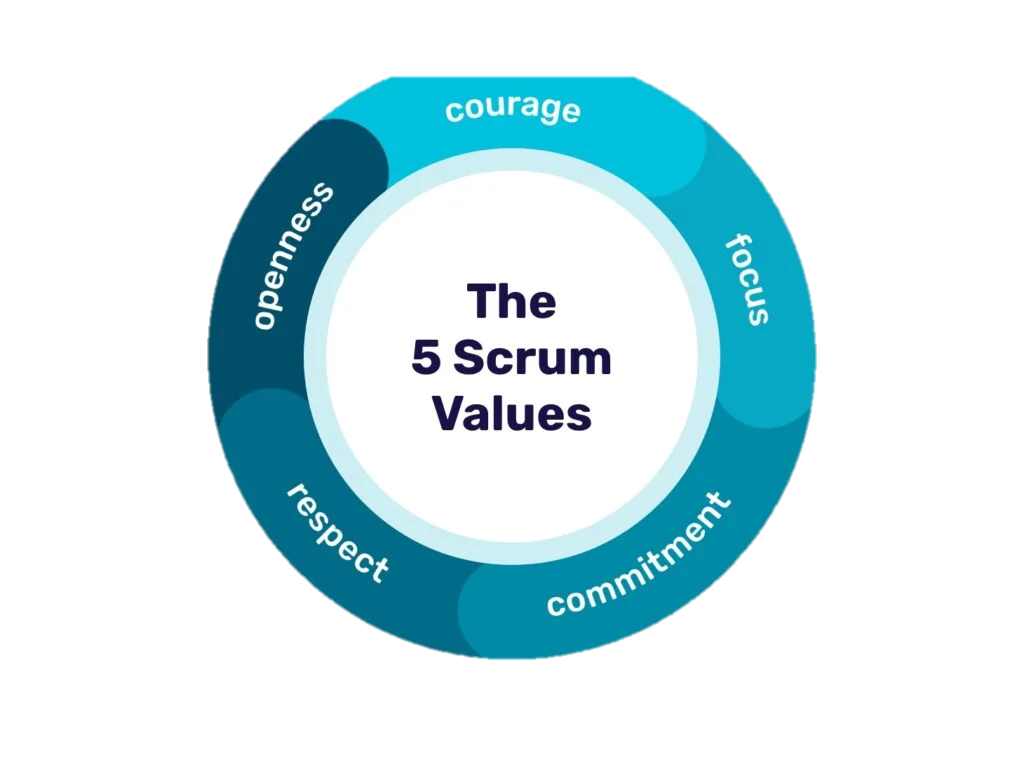 The
5 Scrum
Values
courage
focus
commitment
respect
openness